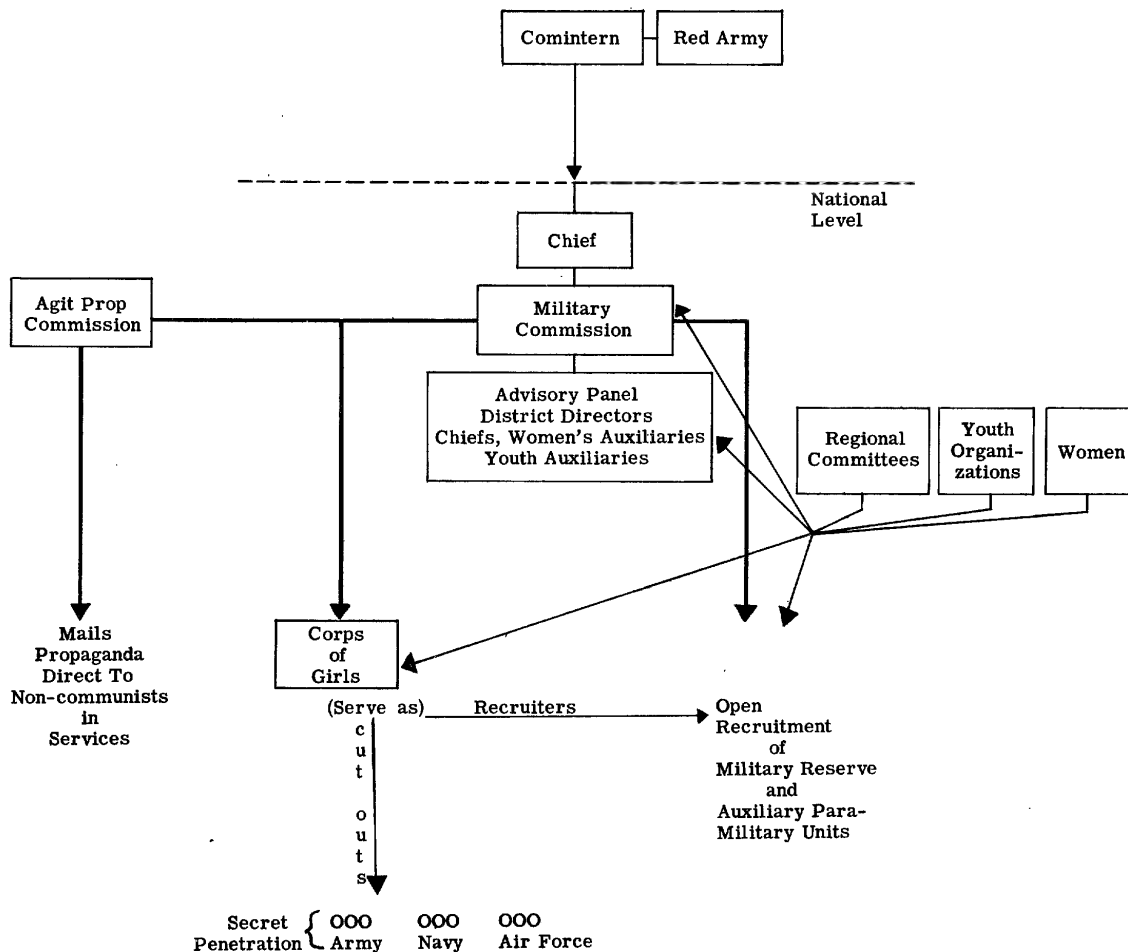 Comintern
Red Army
National
Level
Chief
Agit Prop
Commission
Military
Commission
Advisory Panel
District Directors
Chiefs, Women's Auxiliaries
Youth Auxiliaries
Regional
Committees
Youth
Organi-
zations
Women
Mails
Propaganda
Direct To
Non-communists
in
Services
Corps
of
Girls
(Serve as)
Recruiters
cut outs
Open
Recruitment
of
Military Reserve
and
Auxiliary Para-
Military Units
Secret
Penetration
OOO
Army
OOO
Navy
OOO
Air Force